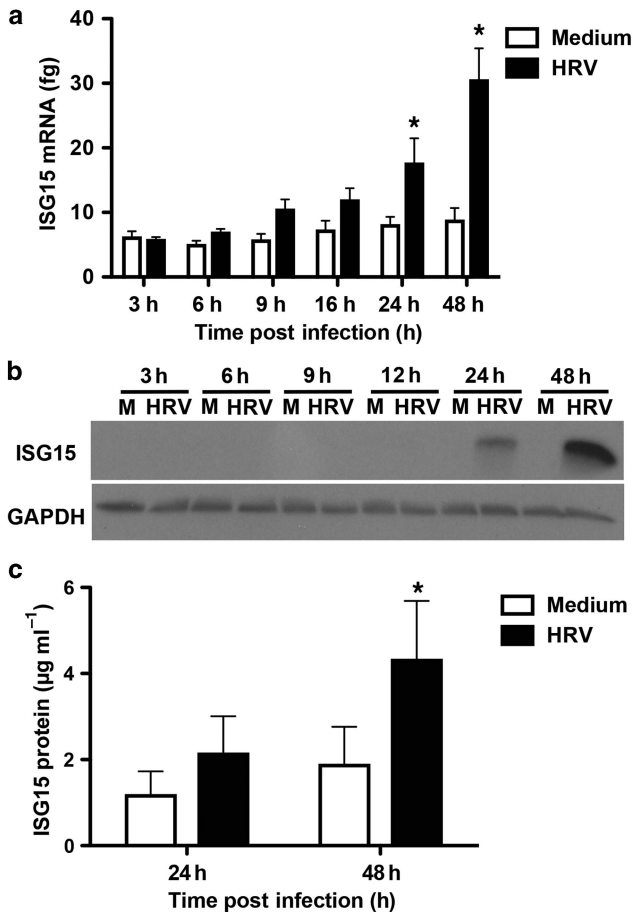 a
40
30
20
10
0
ISG15 mRNA (fg)
Medium
HRV
*
*
3 h 6 h 9 h 16 h 24 h 48 h
Time post infection (h)
b
3 h 6 h 9 h 12 h 24 h 48 h
M HRV M HRV M HRV M HRV M HRV M HRV
ISG15
GAPDH
c
6
4
2
0
ISG15 protein (µg ml⁻¹)
Medium
HRV
*
24 h 48 h
Time post infection (h)